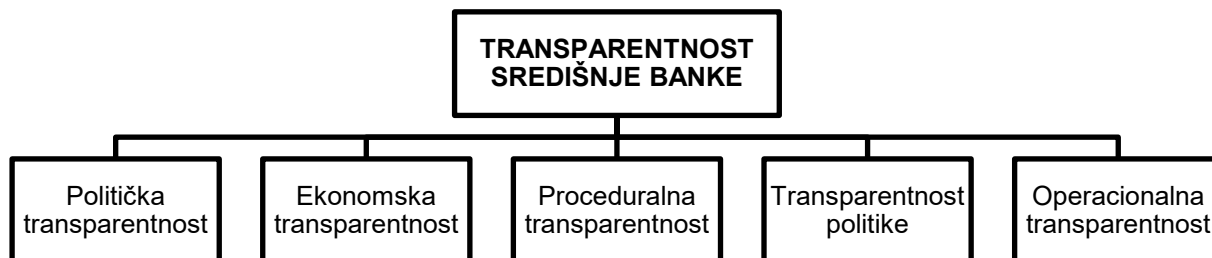 TRANSPARENTNOST
SREDIŠNJE BANKE
Politička
transparentnost
Ekonomska
transparentnost
Proceduralna
transparentnost
Transparentnost
politike
Operacionalna
transparentnost